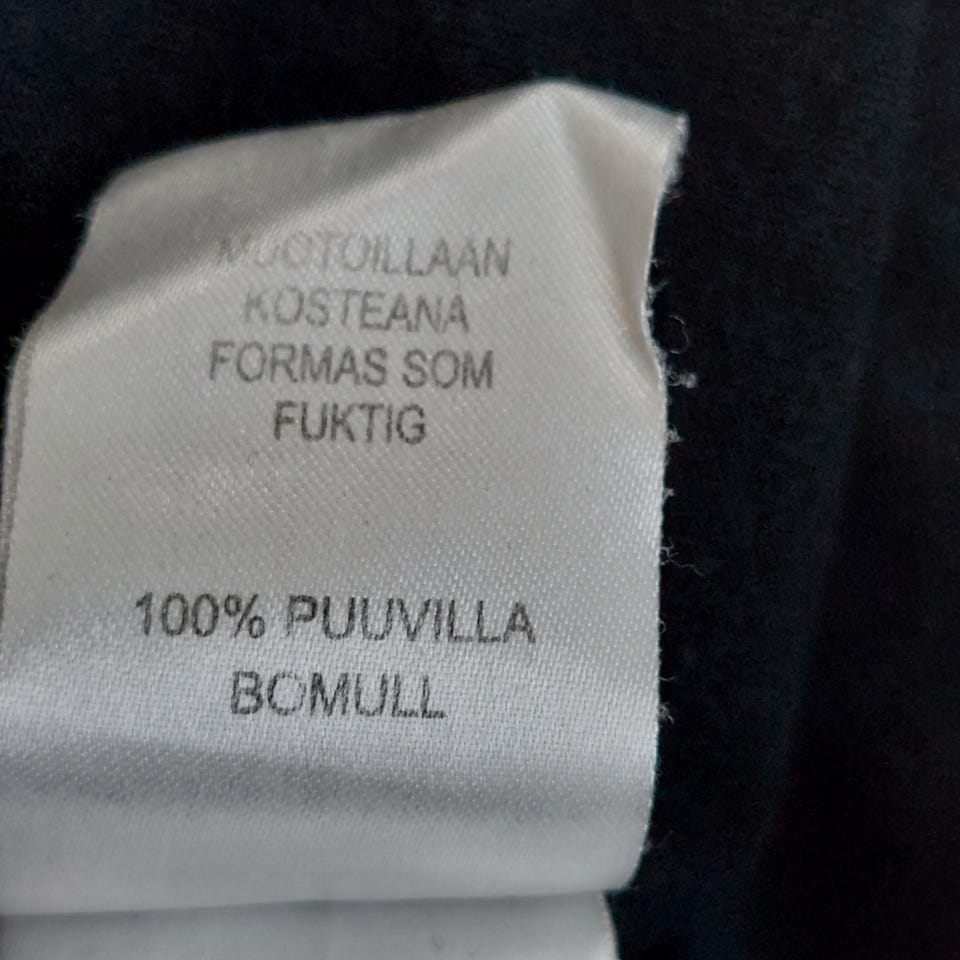 MUOTOILLAAN
KOSTEANA
FORMAS SOM
FUKTIG
100% PUUVILLA
BOMULL